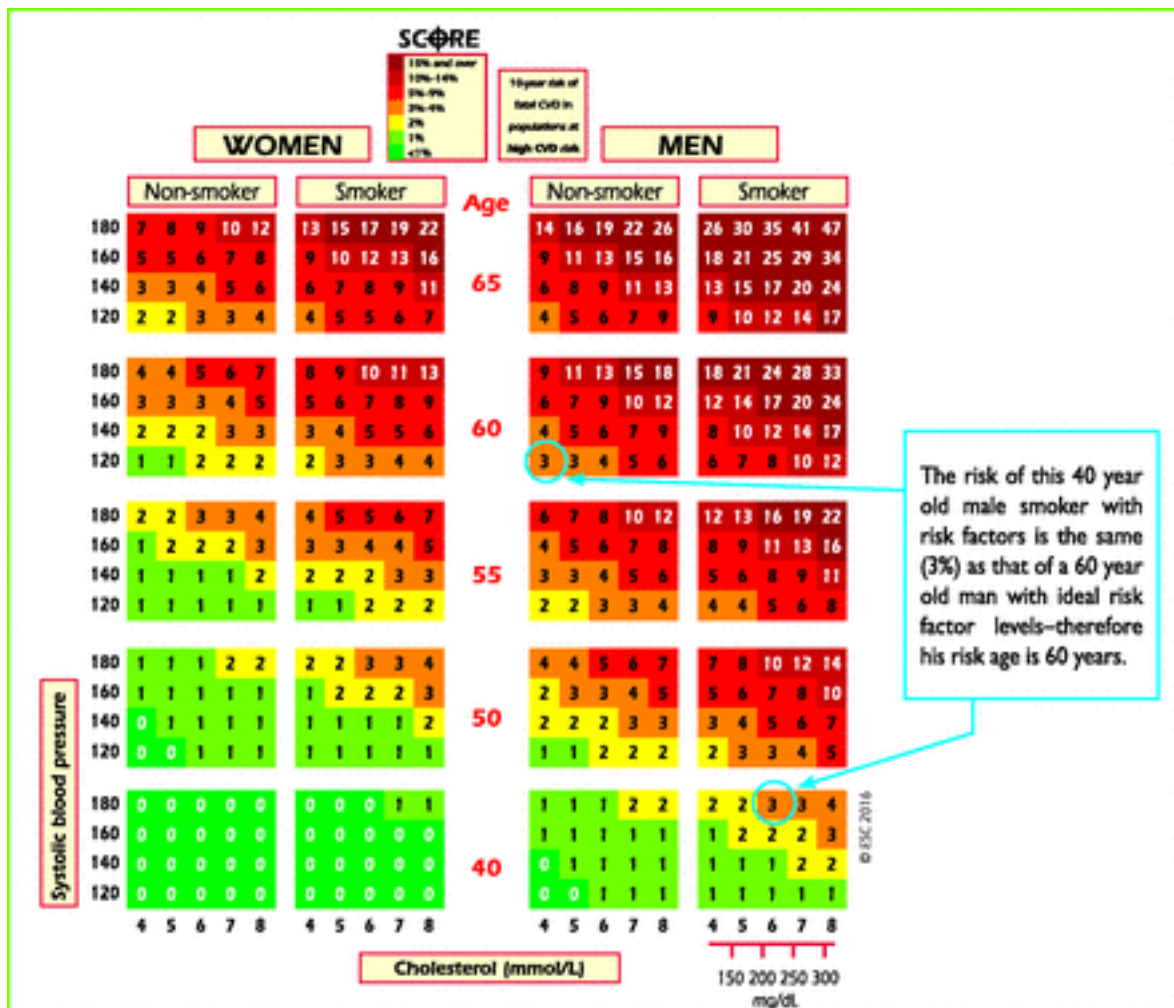 SCORE
15% and over
10%–14%
5%–9%
3%–4%
2%
1%
<1%
10-year risk of
fatal CVD in
populations at
high CVD risk
WOMEN
MEN
Non-smoker Smoker Age Non-smoker Smoker
180 7 8 9 10 12 13 15 17 19 22 14 16 19 22 26 26 30 35 41 47
160 5 5 6 7 8 9 10 12 13 16 9 11 13 15 16 18 21 25 29 34
65
140 3 3 4 5 6 6 7 8 9 11 6 8 9 11 13 13 15 17 20 24
120 2 2 3 3 4 4 5 5 6 7 4 5 6 7 9 9 10 12 14 17
180 4 4 5 6 7 8 9 10 11 13 9 11 13 15 18 18 21 24 28 33
160 3 3 3 4 5 5 6 7 8 9 6 7 9 10 12 12 14 17 20 24
60
140 2 2 2 3 3 3 4 5 5 6 4 5 6 7 9 8 10 12 14 17
120 1 1 2 2 2 2 3 3 4 4 3 3 4 5 6 6 7 8 10 12
180 2 2 3 3 4 4 5 5 6 7 6 7 8 10 12 12 13 16 19 22
160 1 2 2 2 3 3 3 4 4 5 4 5 6 7 8 8 9 11 13 16
55
140 1 1 1 1 2 2 2 2 3 3 3 3 4 5 6 5 6 8 9 11
120 1 1 1 1 1 1 1 2 2 2 2 2 3 3 4 4 4 5 6 8
180 1 1 1 2 2 2 2 3 3 4 4 4 5 6 7 7 8 10 12 14
160 1 1 1 1 1 1 2 2 2 3 2 3 3 4 5 5 6 7 8 10
50
140 0 1 1 1 1 1 1 1 1 2 2 2 2 3 3 3 4 5 6 7
120 0 0 1 1 1 1 1 1 1 1 1 1 2 2 2 2 3 3 4 5
180 0 0 0 0 0 0 0 0 1 1 1 1 1 2 2 2 2 3 3 4
160 0 0 0 0 0 0 0 0 0 0 1 1 1 1 1 1 2 2 2 3
140 0 0 0 0 0 0 0 0 0 0 0 1 1 1 1 1 1 1 2 2
40
120 0 0 0 0 0 0 0 0 0 0 0 0 1 1 1 1 1 1 1 1
4 5 6 7 8 4 5 6 7 8 4 5 6 7 8 4 5 6 7 8
Systolic blood pressure
Cholesterol (mmol/L)
150 200 250 300
mg/dL
© ESC 2016
The risk of this 40 year
old male smoker with
risk factors is the same
(3%) as that of a 60 year
old man with ideal risk
factor levels–therefore
his risk age is 60 years.